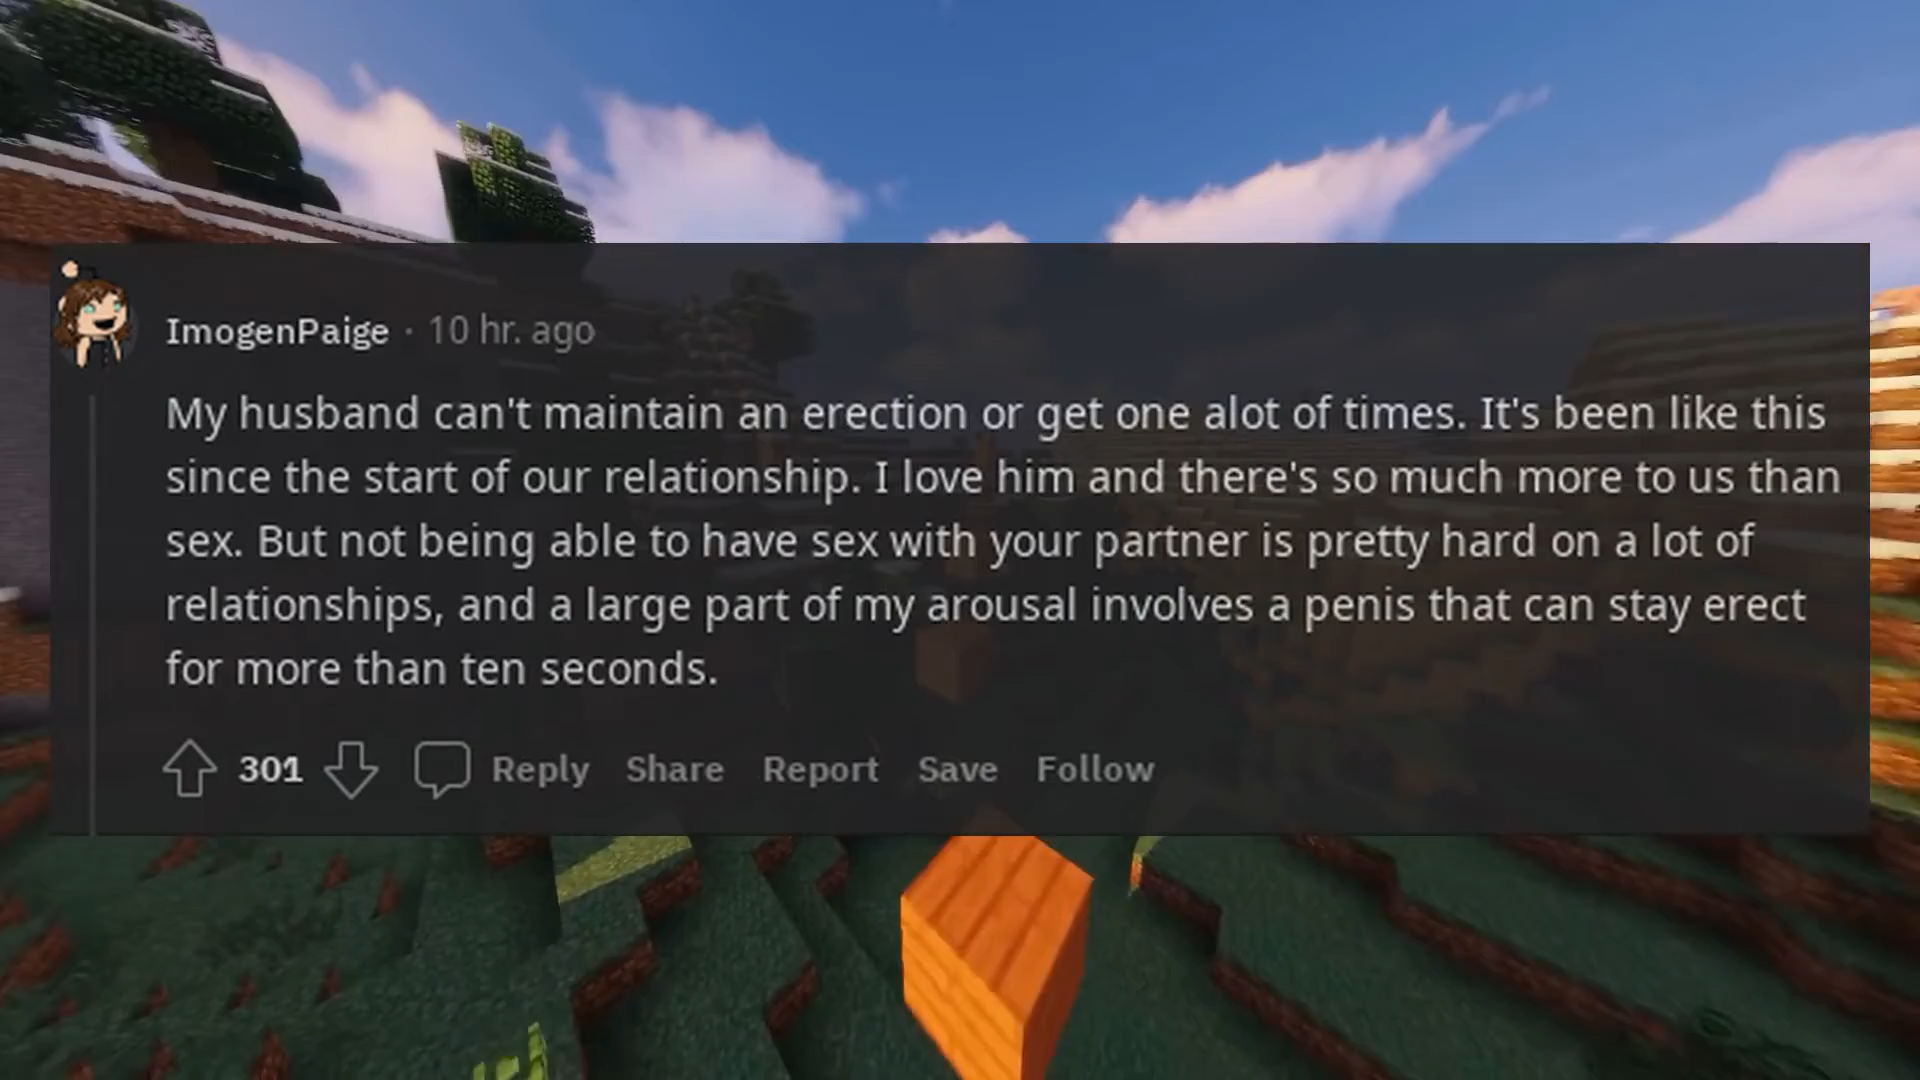 ImogenPaige · 10 hr. ago
My husband can't maintain an erection or get one alot of times. It's been like this
since the start of our relationship. I love him and there's so much more to us than
sex. But not being able to have sex with your partner is pretty hard on a lot of
relationships, and a large part of my arousal involves a penis that can stay erect
for more than ten seconds.
301 Reply Share Report Save Follow